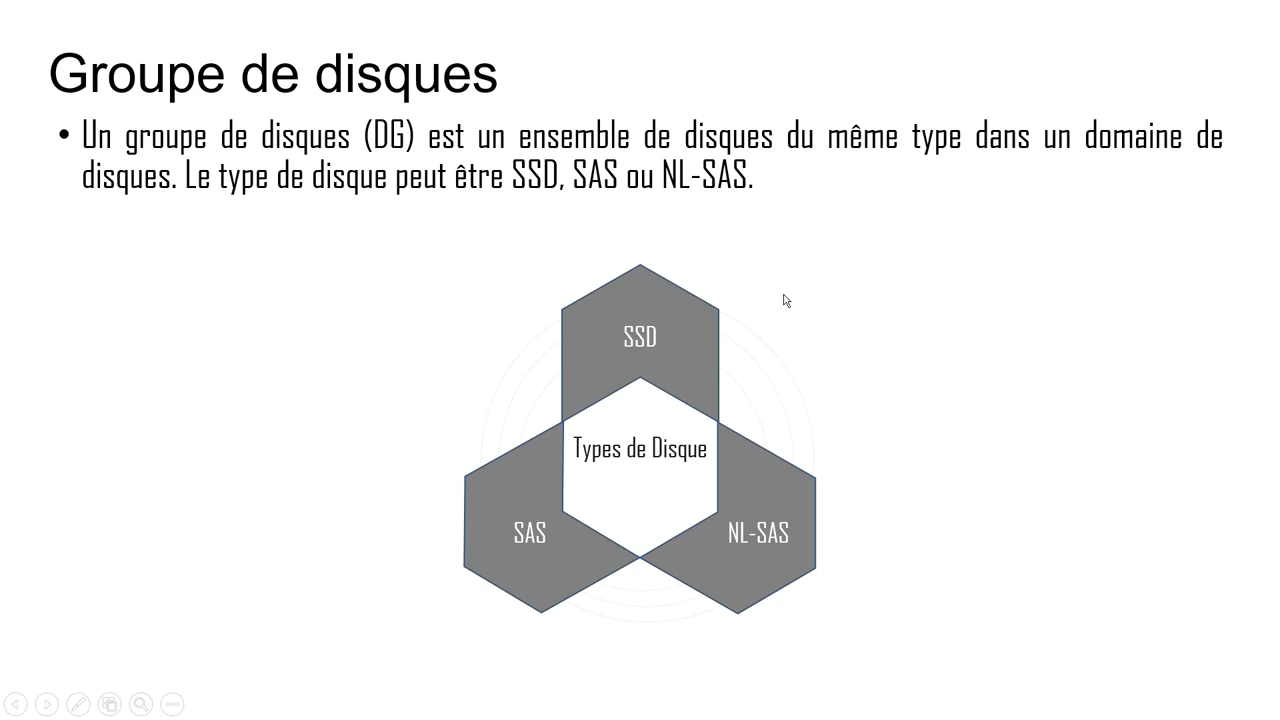 Groupe de disques
• Un groupe de disques (DG) est un ensemble de disques du même type dans un domaine de
disques. Le type de disque peut être SSD, SAS ou NL-SAS.
SSD
Types de Disque
SAS
NL-SAS